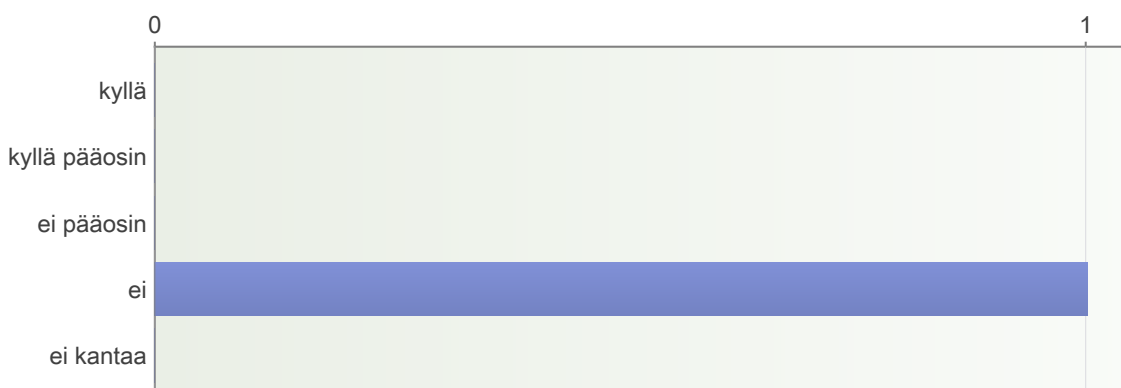 0 1
kyllä
kyllä pääosin
ei pääosin
ei
ei kantaa